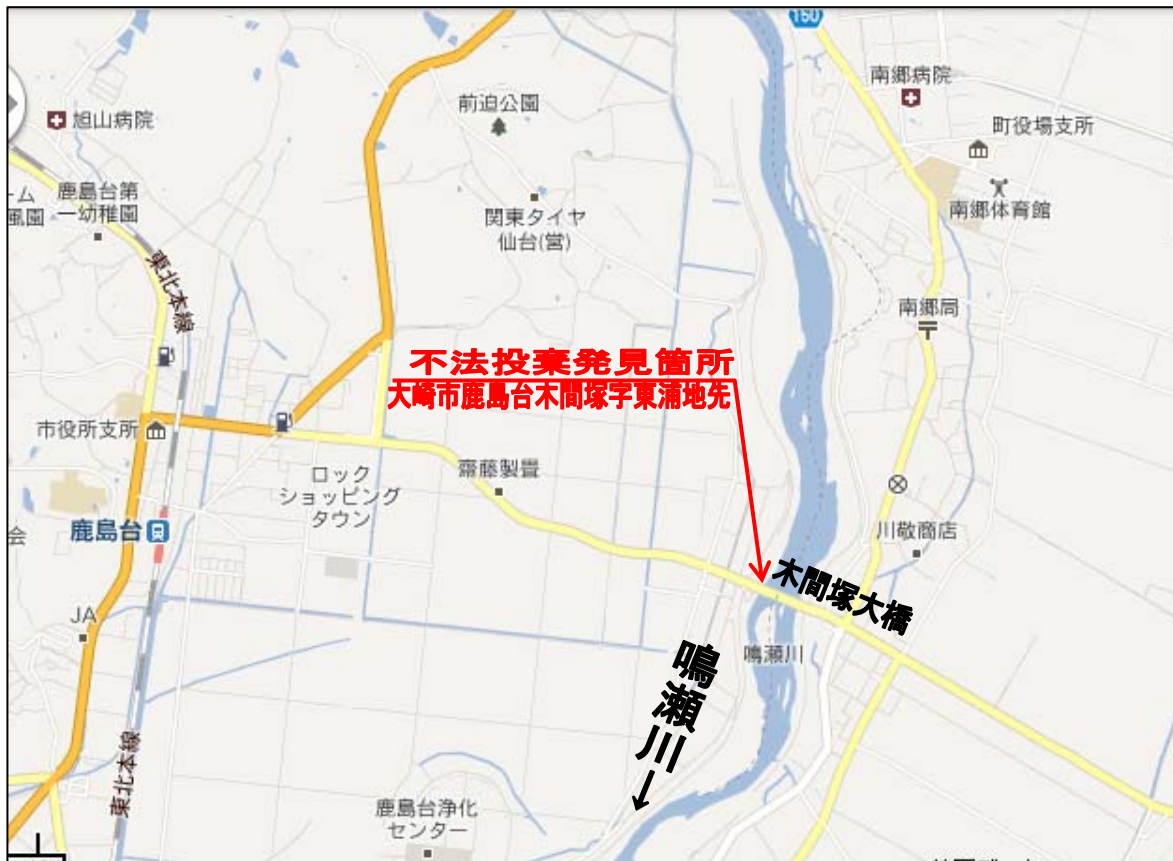 150
南郷病院
旭山病院
前迫公園
町役場支所
鹿島台第
一幼稚園
ーム
風園
関東タイヤ
仙台(営)
南郷体育館
東北本線
南郷局
不法投棄発見箇所
大崎市鹿島台木間塚字東浦地先
市役所支所
ロック
ショッピング
タウン
齋藤製畳
会
鹿島台
川敬商店
木間塚大橋
JA
鳴瀬川
鳴瀬川
東北本線
鹿島台浄化
センター